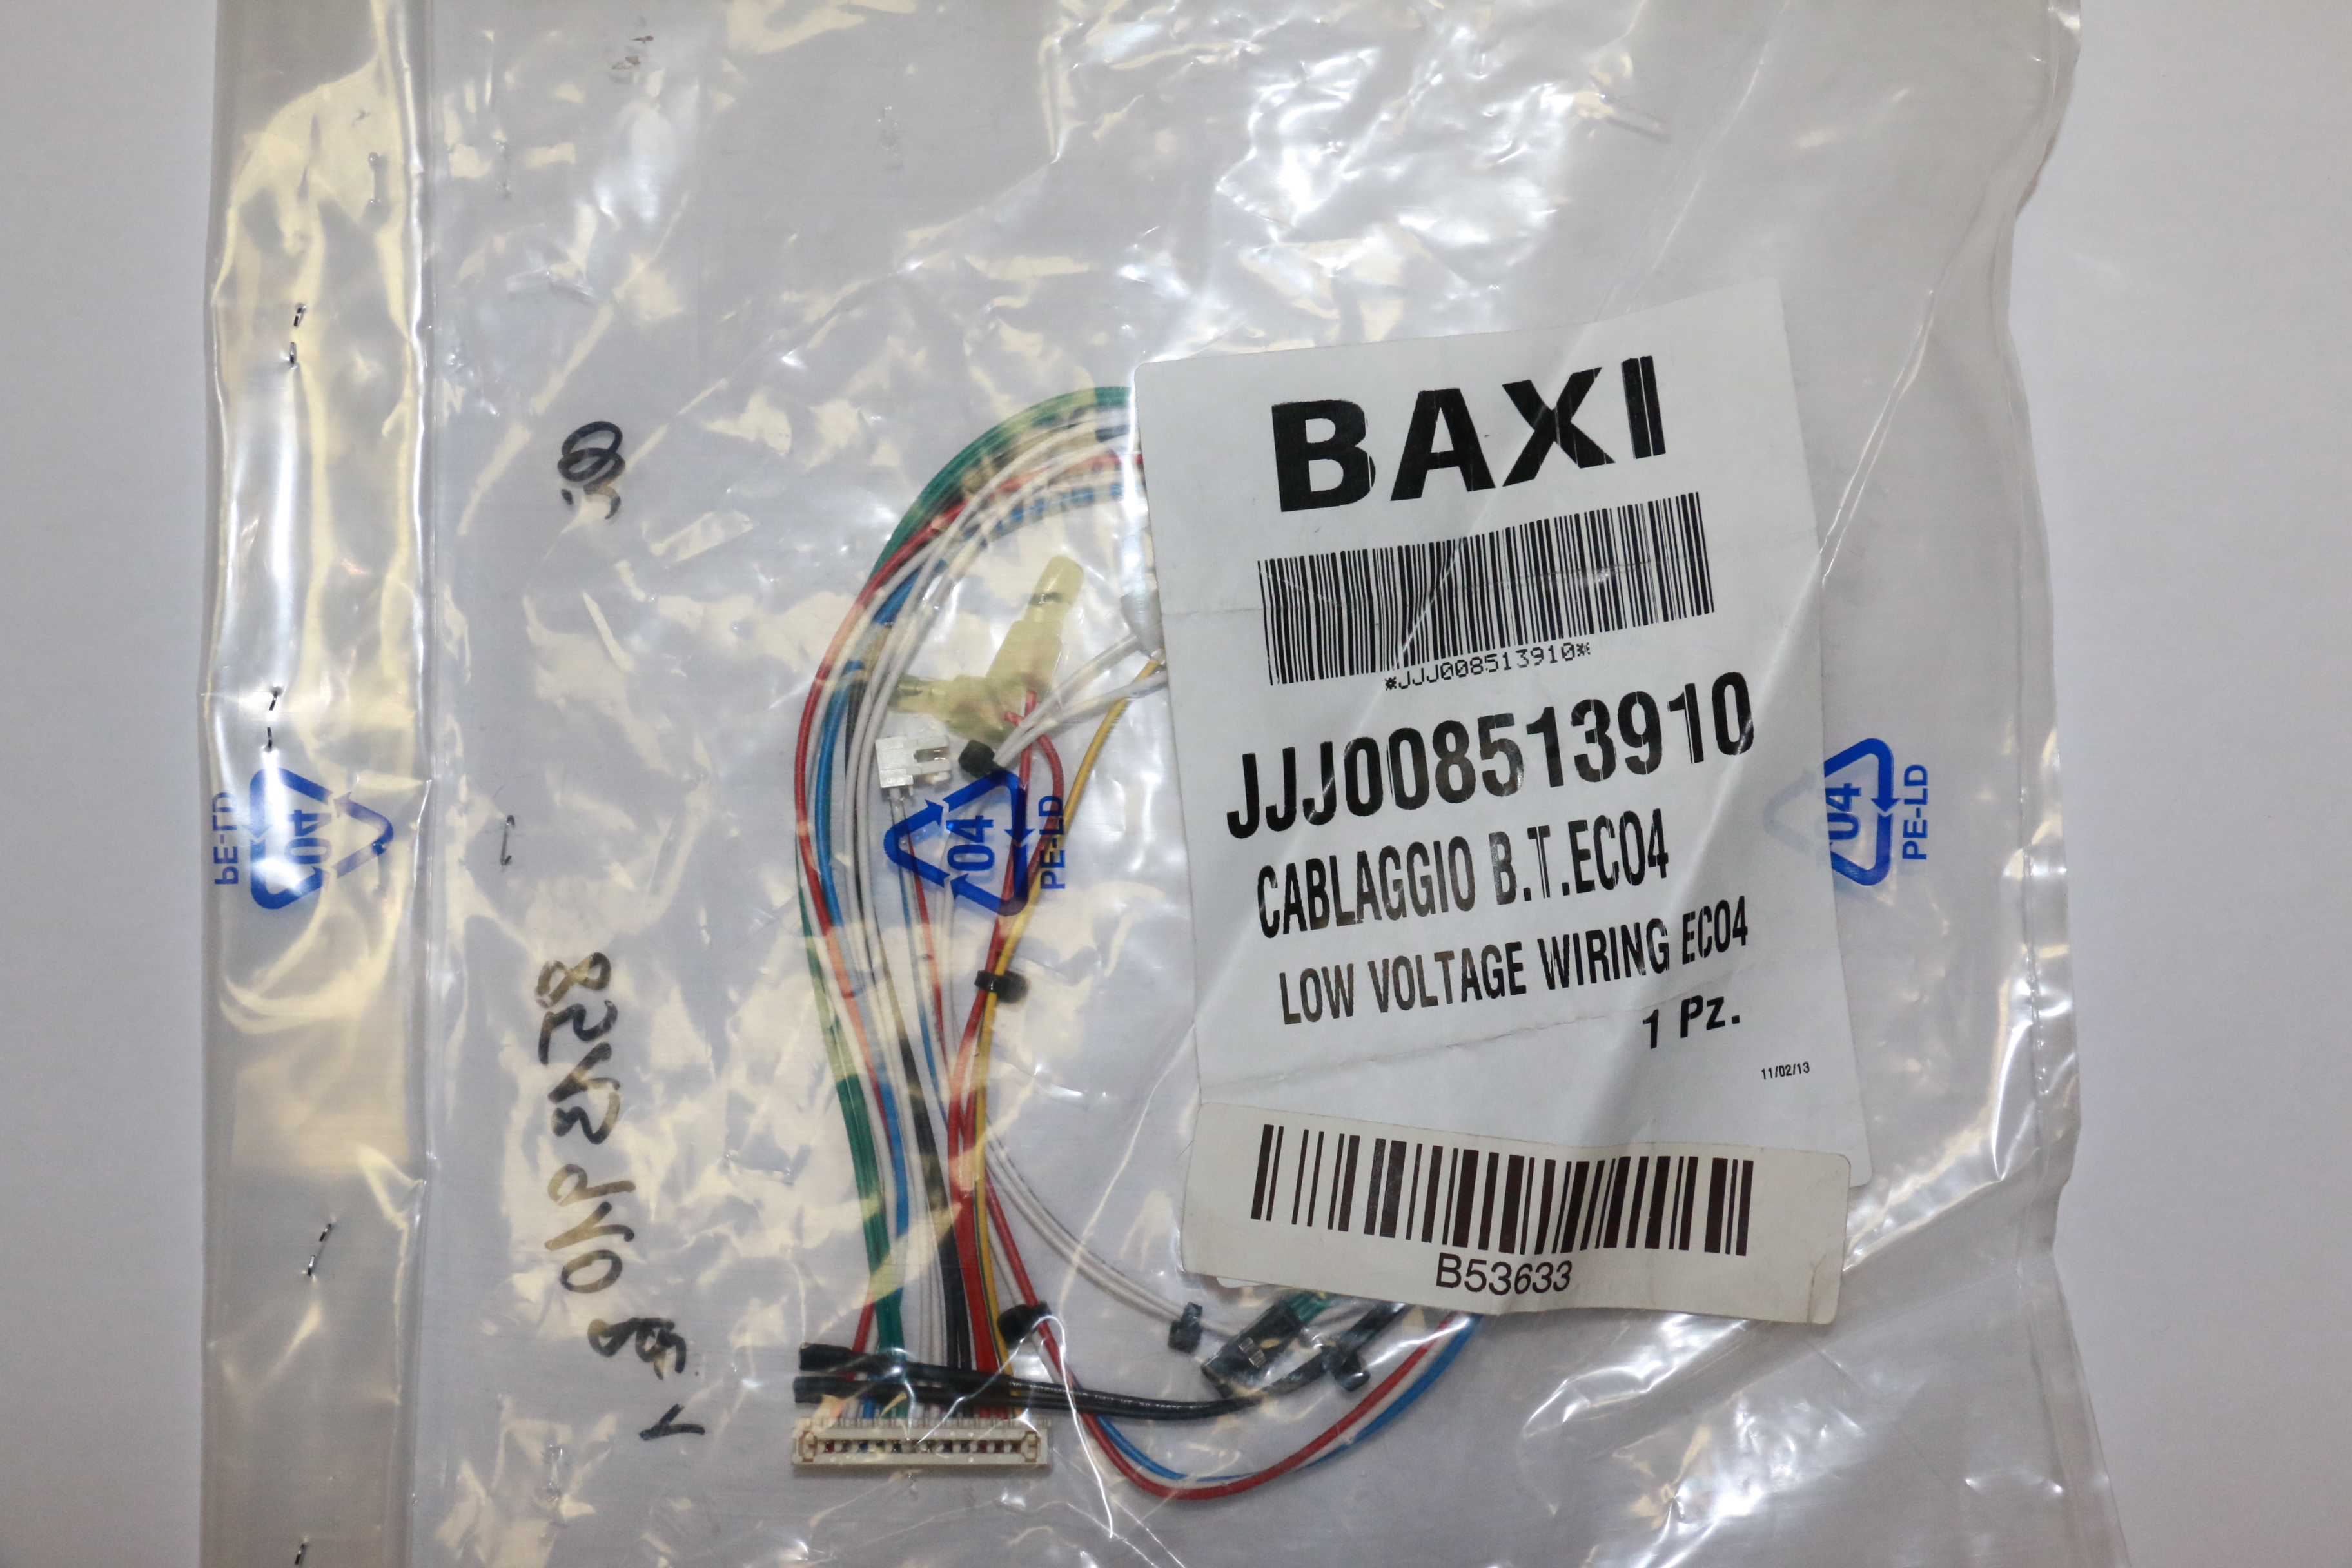 BAXI
*JJJ008513910*
JJJ008513910
CABLAGGIO B.T.ECO4
LOW VOLTAGE WIRING ECO4
1 Pz.
11/02/13
B53633
04
PE-LD
04
PE-LD
04
PE-LD